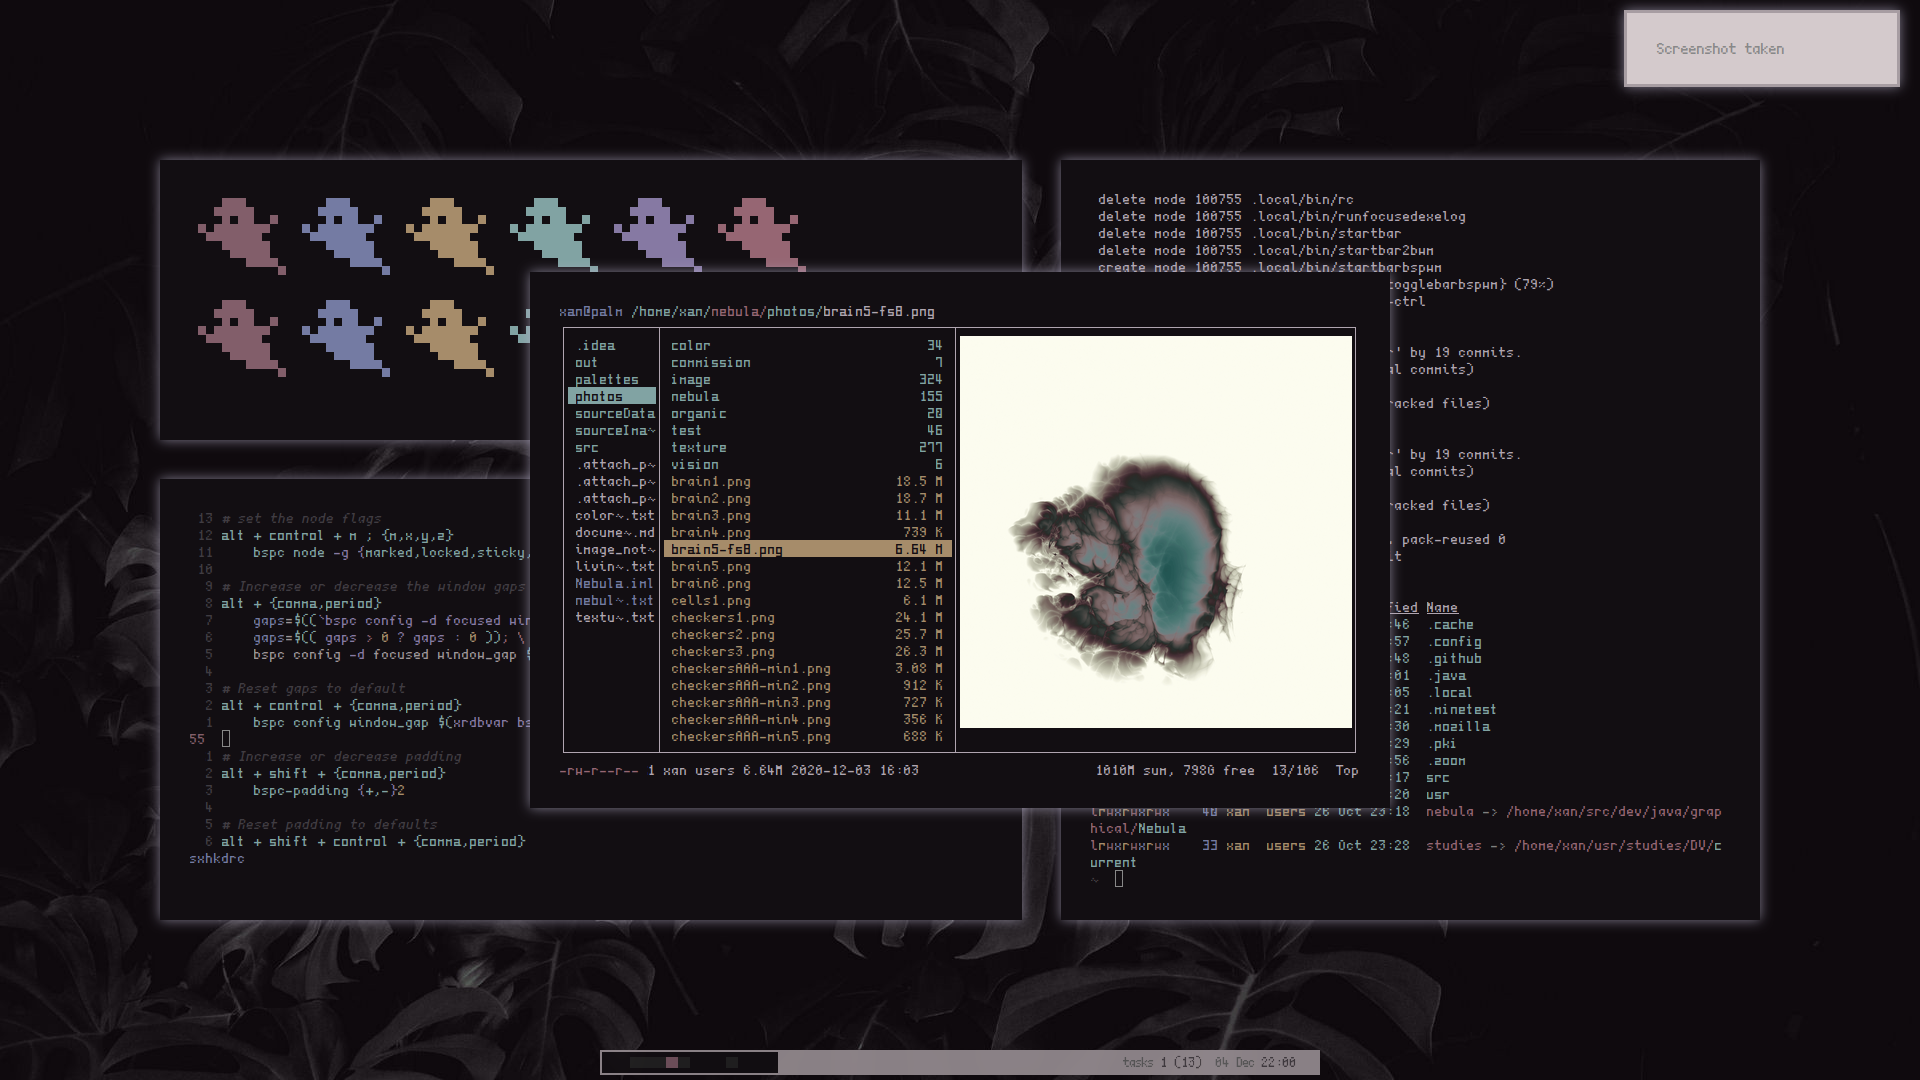 Screenshot taken
delete mode 100755 .local/bin/rc
delete mode 100755 .local/bin/runfocusedexelog
delete mode 100755 .local/bin/startbar
delete mode 100755 .local/bin/startbar2bwm
create mode 100755 .local/bin/startbarbspwm
togglebarbspwm} (79%)
-ctrl
r' by 19 commits.
al commits)
racked files)
r' by 19 commits.
al commits)
racked files)
, pack-reused 0
it
fied Name
:46 .cache
:57 .config
:48 .github
:01 .java
:05 .local
:21 .minetest
:30 .mozilla
:29 .pki
:56 .zoom
:17 src
:20 usr
lrwxrwxrwx 40 xan users 26 Oct 23:18 nebula -> /home/xan/src/dev/java/grap
hical/Nebula
lrwxrwxrwx 33 xan users 26 Oct 23:28 studies -> /home/xan/usr/studies/DV/c
urrent
~
xan@palm /home/xan/nebula/photos/brain5-fs8.png
.idea
out
palettes
photos
sourceData
sourceIma~
src
.attach_p~
.attach_p~
.attach_p~
color~.txt
docume~.md
image_not~
livin~.txt
Nebula.iml
nebul~.txt
textu~.txt
color 34
commission 7
image 324
nebula 155
organic 20
test 46
texture 277
vision 6
brain1.png 18.5 M
brain2.png 18.7 M
brain3.png 11.1 M
brain4.png 739 K
brain5-fs8.png 6.64 M
brain5.png 12.1 M
brain6.png 12.5 M
cells1.png 6.1 M
checkers1.png 24.1 M
checkers2.png 25.7 M
checkers3.png 26.3 M
checkersAAA-min1.png 3.08 M
checkersAAA-min2.png 912 K
checkersAAA-min3.png 727 K
checkersAAA-min4.png 356 K
checkersAAA-min5.png 688 K
-rw-r--r-- 1 xan users 6.64M 2020-12-03 16:03 1010M sum, 798G free 13/106 Top
13 # set the node flags
12 alt + control + m ; {m,x,y,z}
11 bspc node -g {marked,locked,sticky,
10
9 # Increase or decrease the window gaps
8 alt + {comma,period}
7 gaps=$((`bspc config -d focused win
6 gaps=$(( gaps > 0 ? gaps : 0 )); \
5 bspc config -d focused window_gap $
4
3 # Reset gaps to default
2 alt + control + {comma,period}
1 bspc config window_gap $(xrdbvar bs
55
1 # Increase or decrease padding
2 alt + shift + {comma,period}
3 bspc-padding {+,-}2
4
5 # Reset padding to defaults
6 alt + shift + control + {comma,period}
sxhkdrc
tasks 1 (13) 04 Dec 22:00